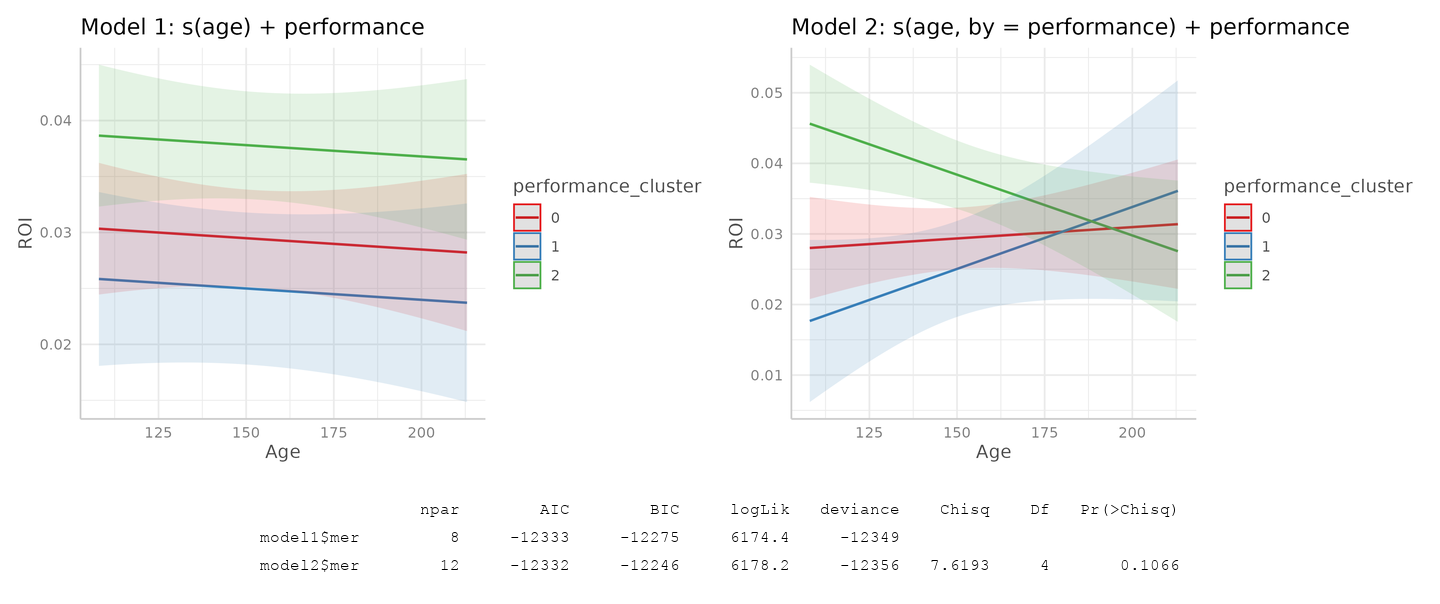 Model 1: s(age) + performance
0.04
0.03
0.02
ROI
125 150 175 200
Age
performance_cluster
0
1
2
Model 2: s(age, by = performance) + performance
0.05
0.04
0.03
0.02
0.01
ROI
125 150 175 200
Age
performance_cluster
0
1
2
npar AIC BIC logLik deviance Chisq Df Pr(>Chisq)
model1$mer 8 -12333 -12275 6174.4 -12349
model2$mer 12 -12332 -12246 6178.2 -12356 7.6193 4 0.1066